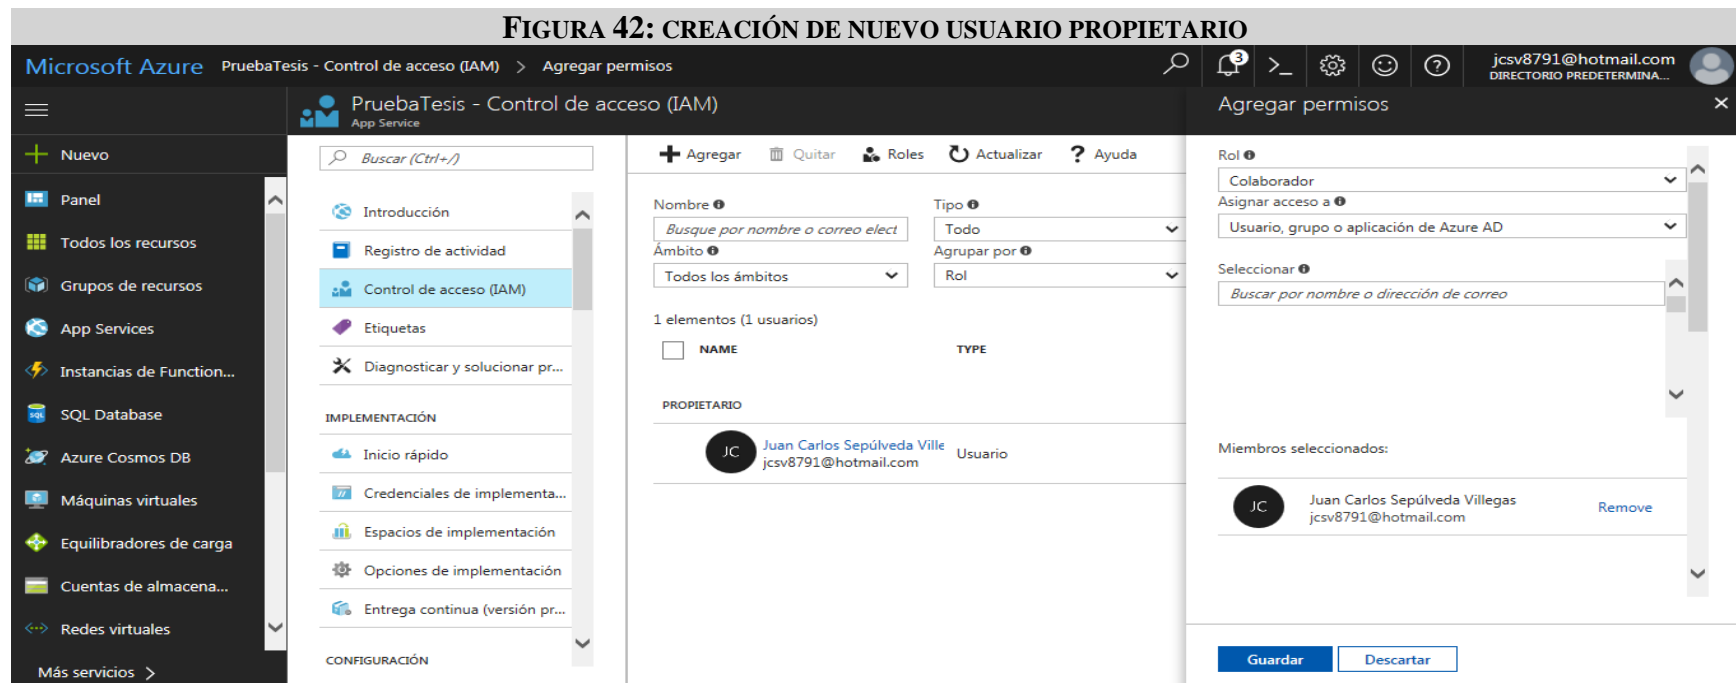 FIGURA 42: CREACIÓN DE NUEVO USUARIO PROPIETARIO
Microsoft Azure PruebaTesis - Control de acceso (IAM) > Agregar permisos
3
jcsv8791@hotmail.com
DIRECTORIO PREDETERMINA...
Nuevo
Panel
Todos los recursos
Grupos de recursos
App Services
Instancias de Function...
SQL Database
Azure Cosmos DB
Máquinas virtuales
Equilibradores de carga
Cuentas de almacena...
Redes virtuales
Más servicios >
PruebaTesis - Control de acceso (IAM)
App Service
Buscar (Ctrl+/)
Introducción
Registro de actividad
Control de acceso (IAM)
Etiquetas
Diagnosticar y solucionar pr...
IMPLEMENTACIÓN
Inicio rápido
Credenciales de implementa...
Espacios de implementación
Opciones de implementación
Entrega continua (versión pr...
CONFIGURACIÓN
Agregar Quitar Roles Actualizar ? Ayuda
Nombre Tipo
Busque por nombre o correo elect Todo
Ámbito Agrupar por
Todos los ámbitos Rol
1 elementos (1 usuarios)
NAME TYPE
PROPIETARIO
JC Juan Carlos Sepúlveda Ville Usuario
jcsv8791@hotmail.com
Agregar permisos
Rol
Colaborador
Asignar acceso a
Usuario, grupo o aplicación de Azure AD
Seleccionar
Buscar por nombre o dirección de correo
Miembros seleccionados:
JC Juan Carlos Sepúlveda Villegas Remove
jcsv8791@hotmail.com
Guardar Descartar